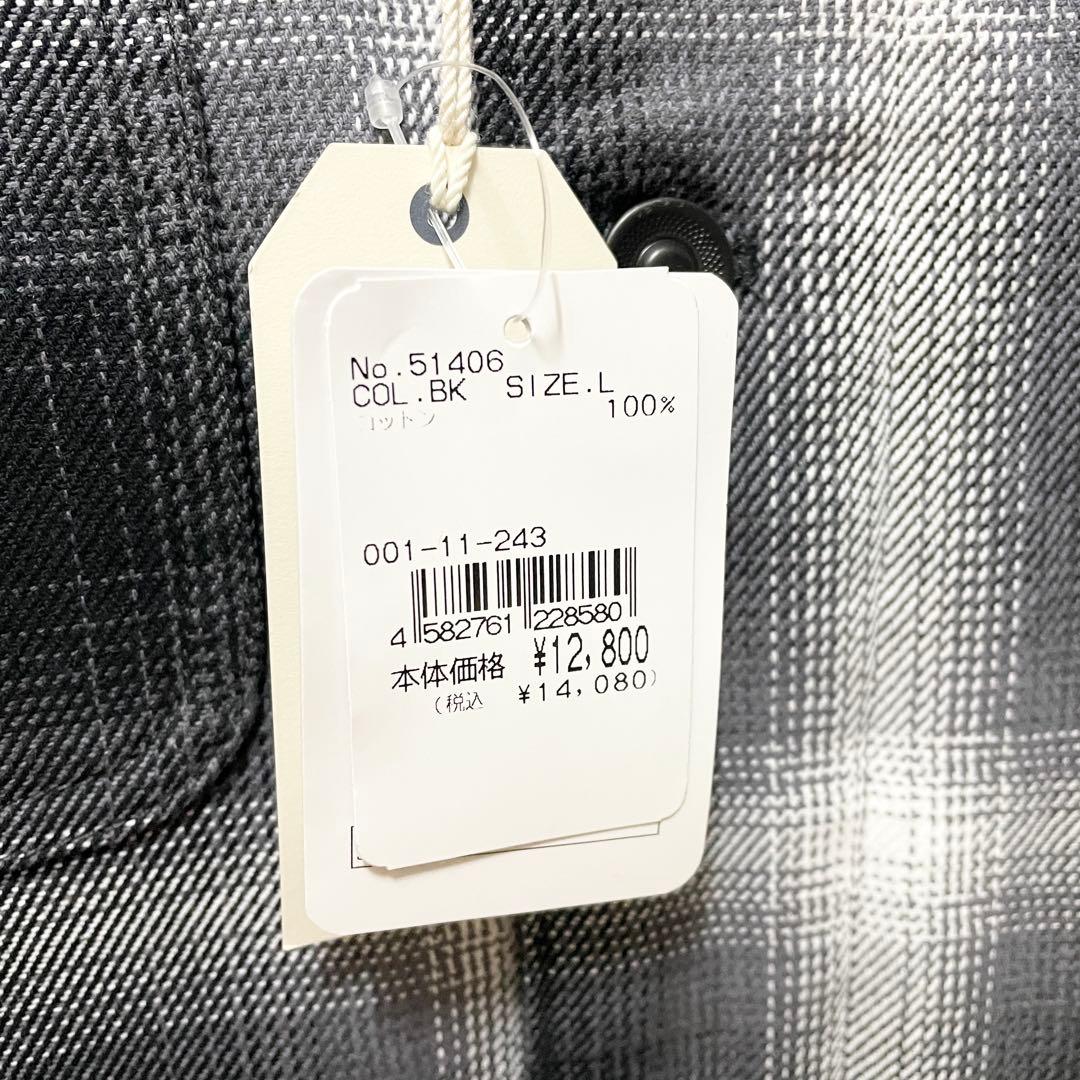 No.51406
COL.BK SIZE.L
コットン 100%
001-11-243
4 582761 228580
本体価格 ¥12,800
(税込 ¥14,080)